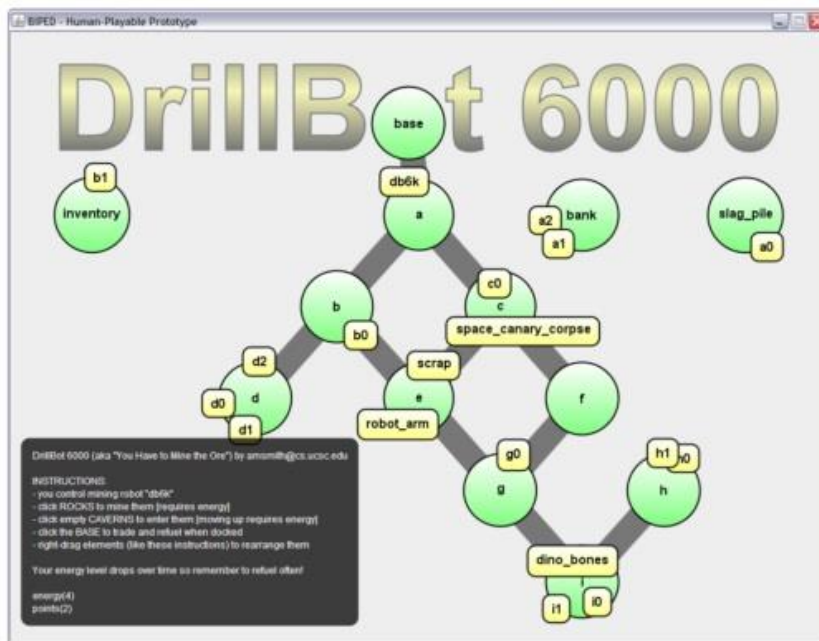 BIPED - Human-Playable Prototype
DrillB t 6000
base
b1
db6k
inventory
a
a2
bank
a1
slag_pile
a0
c0
b
c
b0
space_canary_corpse
d2
scrap
d0
d
e
f
d1
robot_arm
DrillBot 6000 (aka "You Have to Mine the Ore") by amsmith@cs.ucsc.edu
INSTRUCTIONS:
- you control mining robot "db6k"
- click ROCKS to mine them [requires energy]
- click empty CAVERNS to enter them [moving up requires energy]
- click the BASE to trade and refuel when docked
- right-drag elements (like these instructions) to rearrange them
Your energy level drops over time so remember to refuel often!
energy(4)
points(2)
g0
h1
h0
g
h
dino_bones
i1
i0